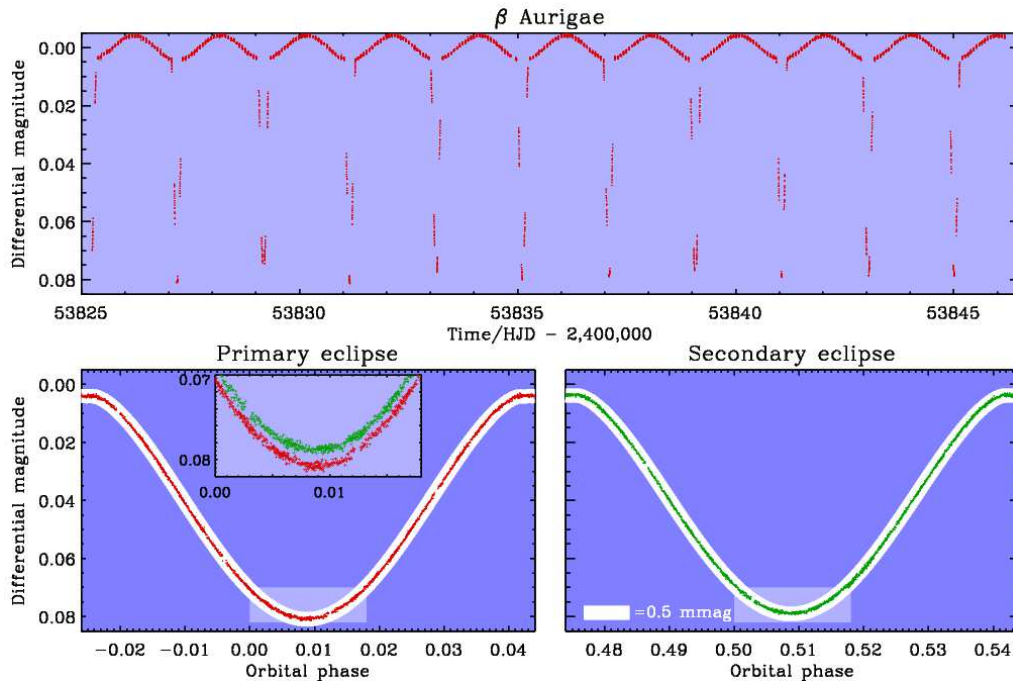 β Aurigae
Differential magnitude
0.00
0.02
0.04
0.06
0.08
53825 53830 53835 53840 53845
Time/HJD − 2,400,000
Primary eclipse
Secondary eclipse
Differential magnitude
0.00
0.02
0.04
0.06
0.08
0.07
0.08
0.00 0.01
=0.5 mmag
−0.02 −0.01 0.00 0.01 0.02 0.03 0.04
0.48 0.49 0.50 0.51 0.52 0.53 0.54
Orbital phase
Orbital phase